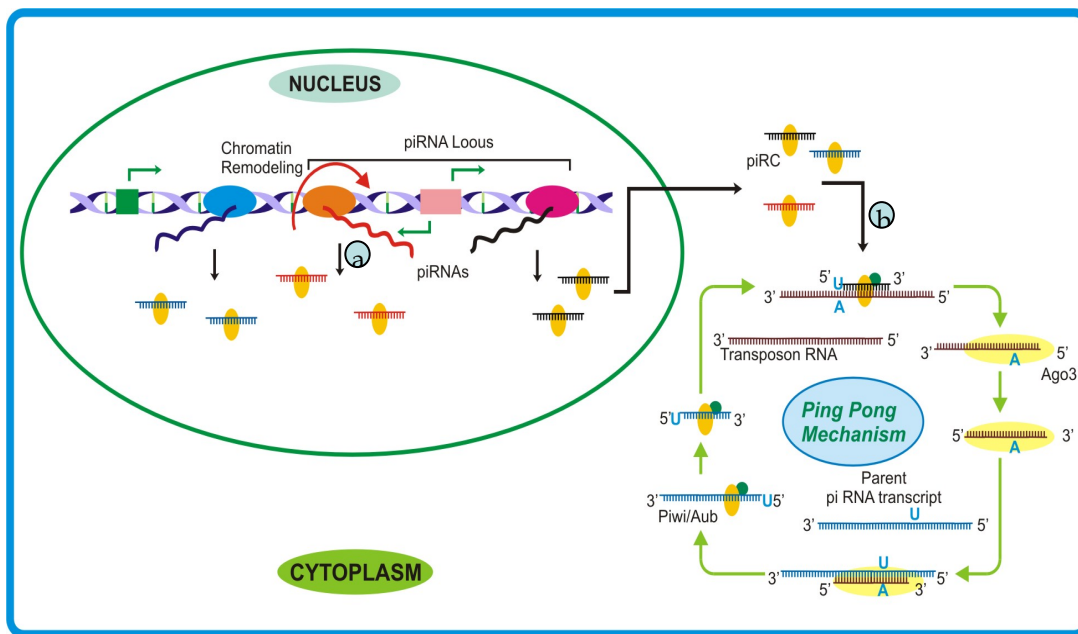 NUCLEUS
Chromatin
Remodeling
piRNA Loous
a
piRNAs
piRC
b
5’ U 3’
3’ A 5’
3’ 5’
Transposon RNA
3’ A 5’
Ago3
Ping Pong
Mechanism
5’ A 3’
5’U 3’
Parent
pi RNA transcript
U
3’ 5’
3’ U5’
Piwi/Aub
U
3’ 5’
5’ A 3’
CYTOPLASM